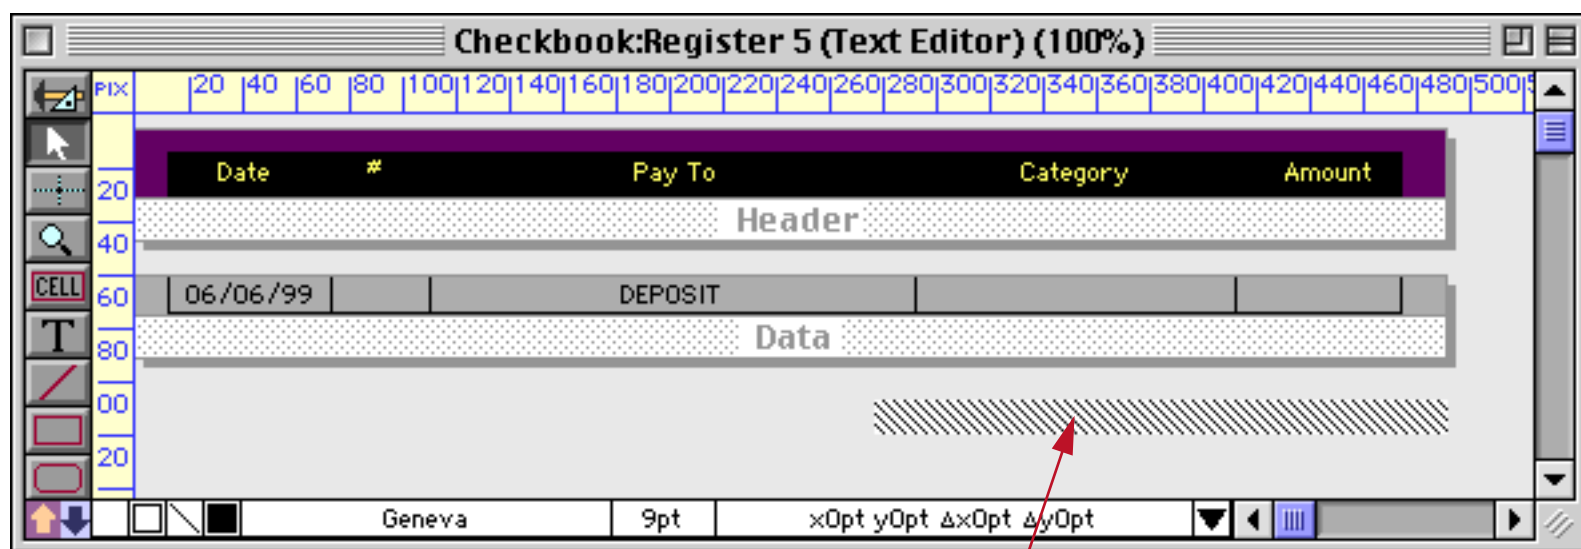 Checkbook:Register 5 (Text Editor) (100%)
PIX 20 40 60 80 100 120 140 160 180 200 220 240 260 280 300 320 340 360 380 400 420 440 460 480 500
Date # Pay To Category Amount
20
Header
40
CELL
60 06/06/99 DEPOSIT
T
80 Data
00
20
Geneva 9pt x0pt y0pt Δx0pt Δy0pt